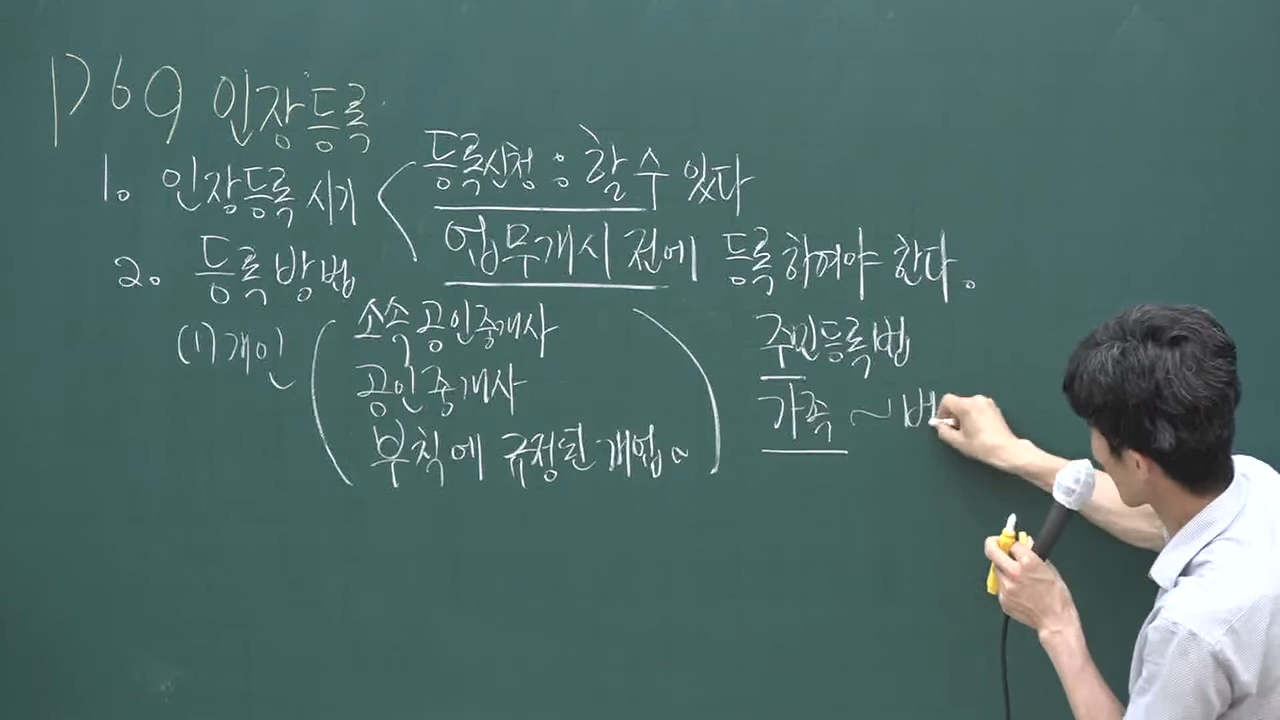 P69 인장등록
1. 인장등록 시기
등록신청 : 할 수 있다
업무개시 전에 등록하여야 한다.
2. 등록방법
(1) 개인
소속공인중개사
공인중개사
부칙에 규정된 개업~
주민등록법
가족 ~ 버